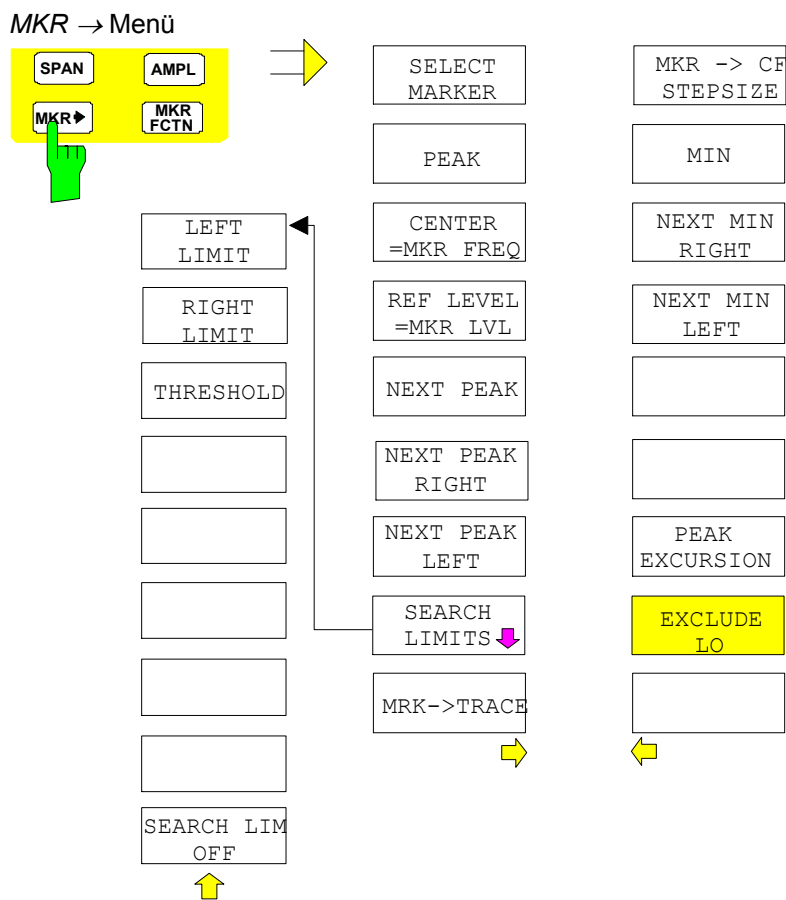 MKR → Menü
SPAN
AMPL
MKR
MKR
FCTN
SELECT
MARKER
PEAK
CENTER
=MKR FREQ
REF LEVEL
=MKR LVL
NEXT PEAK
NEXT PEAK
RIGHT
NEXT PEAK
LEFT
SEARCH
LIMITS
MRK->TRACE
MKR -> CF
STEPSIZE
MIN
NEXT MIN
RIGHT
NEXT MIN
LEFT
PEAK
EXCURSION
EXCLUDE
LO
LEFT
LIMIT
RIGHT
LIMIT
THRESHOLD
SEARCH LIM
OFF